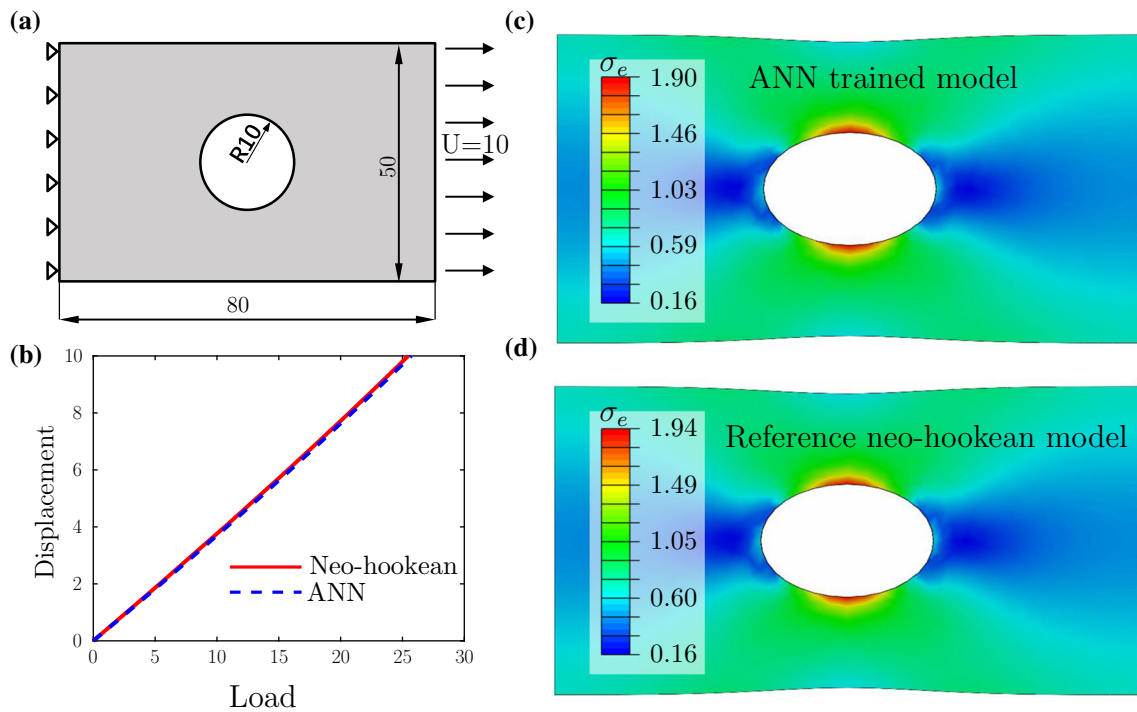 (a)
R10
50
U=10
80
(b)
10
8
6
4
2
0
Displacement
Neo-hookean
ANN
0 5 10 15 20 25 30
Load
(c)
σe
1.90
1.46
1.03
0.59
0.16
ANN trained model
(d)
σe
1.94
1.49
1.05
0.60
0.16
Reference neo-hookean model